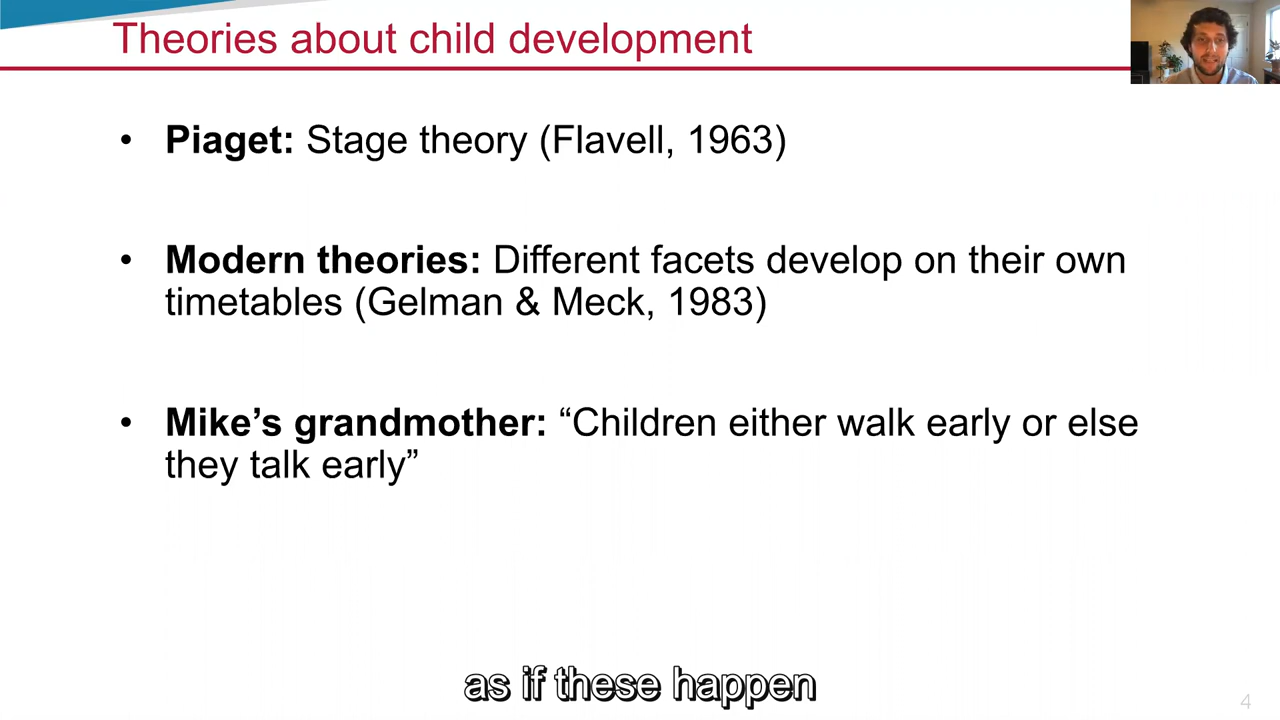 Theories about child development
• Piaget: Stage theory (Flavell, 1963)
• Modern theories: Different facets develop on their own
timetables (Gelman & Meck, 1983)
• Mike’s grandmother: “Children either walk early or else
they talk early”
as if these happen
4